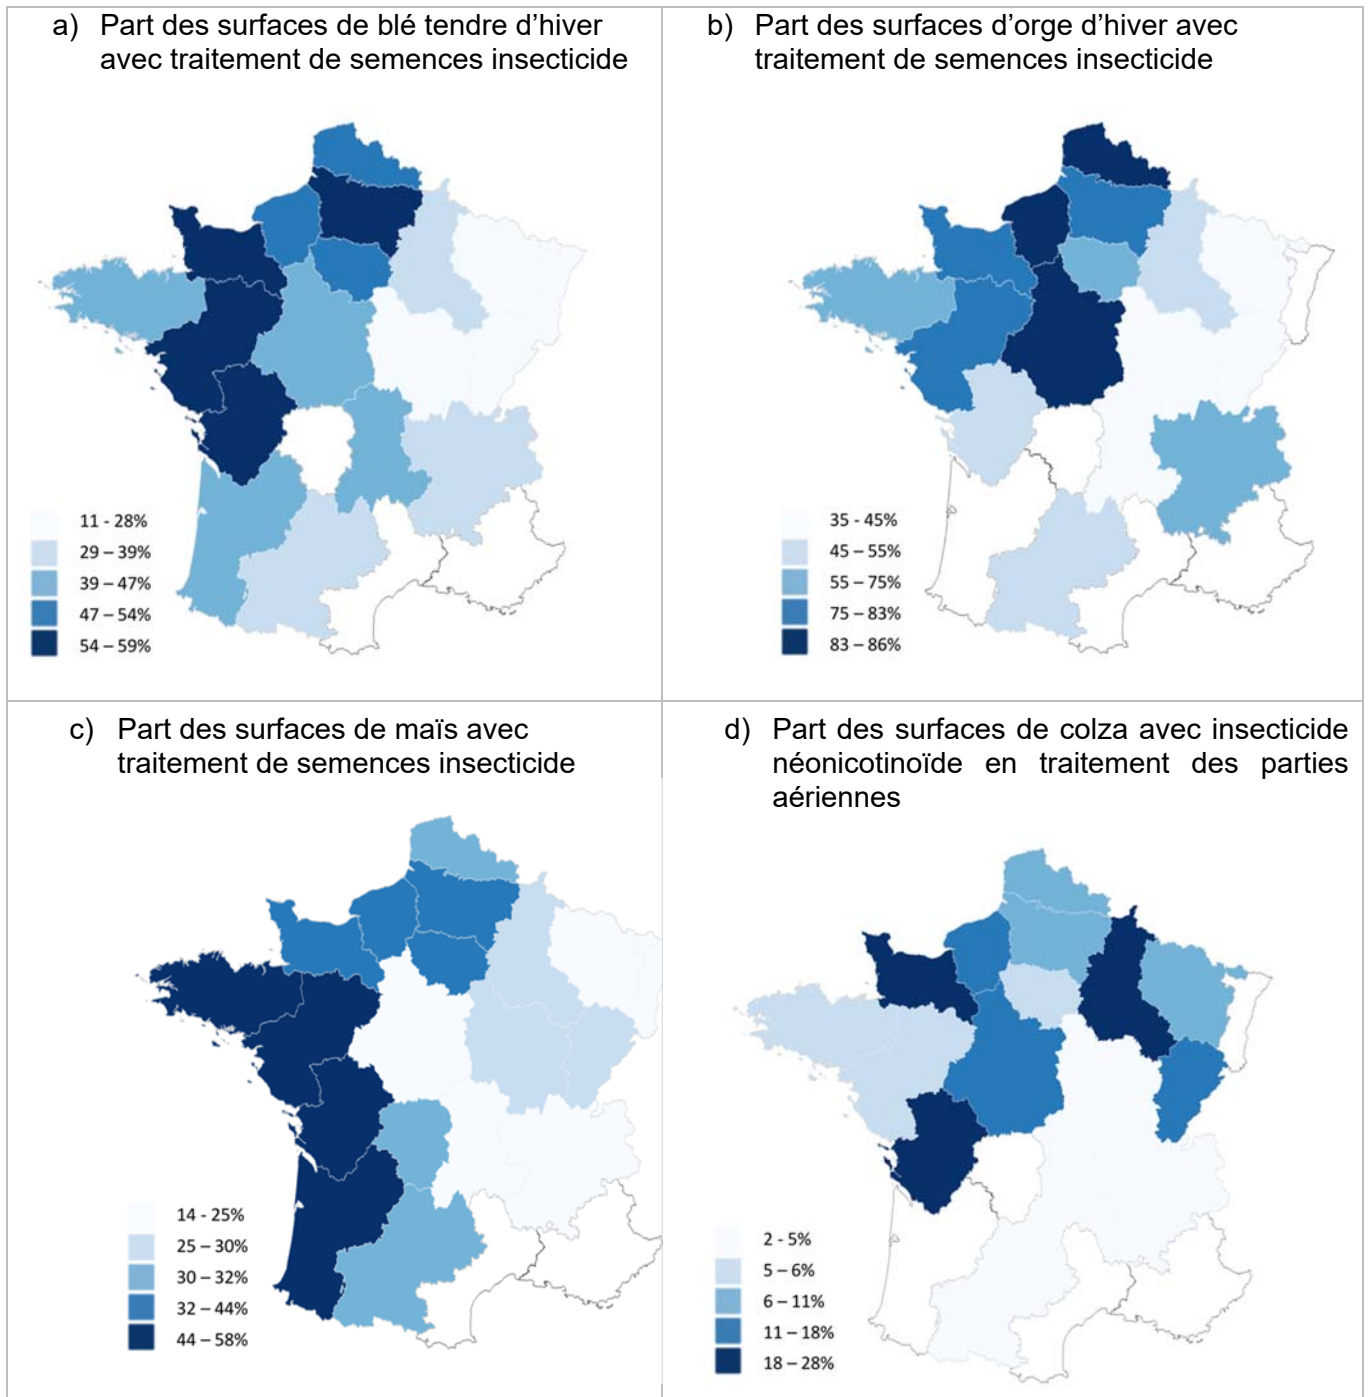 a) Part des surfaces de blé tendre d’hiver
avec traitement de semences insecticide
11 - 28%
29 – 39%
39 – 47%
47 – 54%
54 – 59%
b) Part des surfaces d’orge d’hiver avec
traitement de semences insecticide
35 - 45%
45 – 55%
55 – 75%
75 – 83%
83 – 86%
c) Part des surfaces de maïs avec
traitement de semences insecticide
14 - 25%
25 – 30%
30 – 32%
32 – 44%
44 – 58%
d) Part des surfaces de colza avec insecticide
néonicotinoïde en traitement des parties
aériennes
2 - 5%
5 – 6%
6 – 11%
11 – 18%
18 – 28%